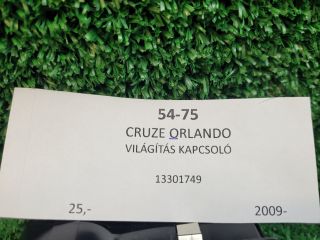 54-75
CRUZE ORLANDO
VILÁGÍTÁS KAPCSOLÓ
13301749
25,- 2009-